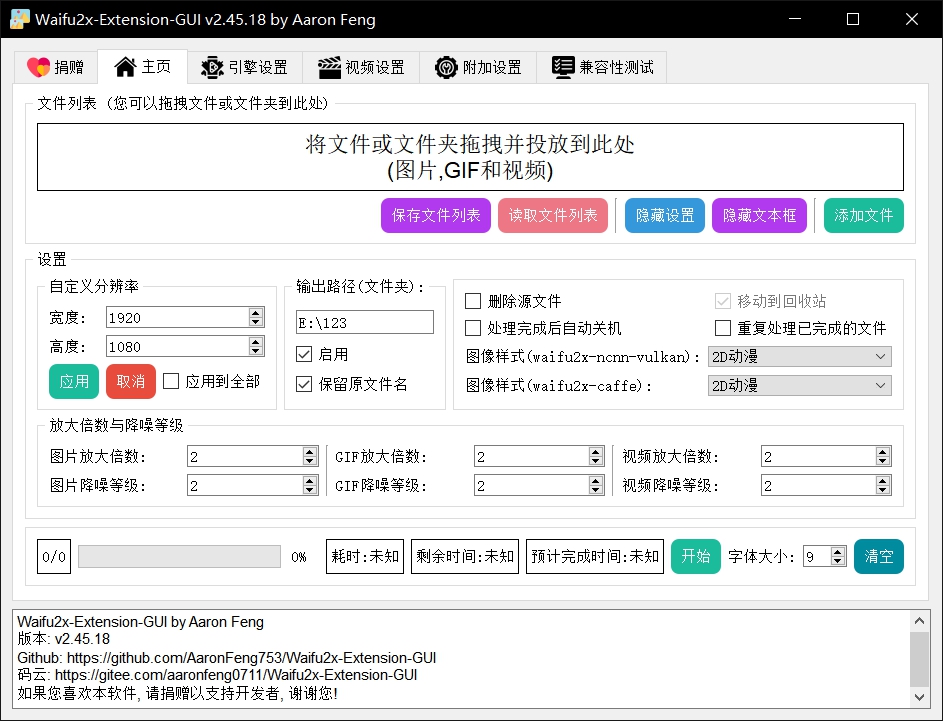 Waifu2x-Extension-GUI v2.45.18 by Aaron Feng
捐赠 主页 引擎设置 视频设置 附加设置 兼容性测试
文件列表 (您可以拖拽文件或文件夹到此处)
将文件或文件夹拖拽并投放到此处
(图片,GIF和视频)
保存文件列表 读取文件列表 隐藏设置 隐藏文本框 添加文件
设置
自定义分辨率
宽度: 1920
高度: 1080
应用 取消 应用到全部
输出路径(文件夹):
E:\123
启用
保留原文件名
删除源文件 移动到回收站
处理完成后自动关机 重复处理已完成的文件
图像样式(waifu2x-ncnn-vulkan): 2D动漫
图像样式(waifu2x-caffe): 2D动漫
放大倍数与降噪等级
图片放大倍数: 2 GIF放大倍数: 2 视频放大倍数: 2
图片降噪等级: 2 GIF降噪等级: 2 视频降噪等级: 2
0/0 0% 耗时:未知 剩余时间:未知 预计完成时间:未知 开始 字体大小: 9 清空
Waifu2x-Extension-GUI by Aaron Feng
版本: v2.45.18
Github: https://github.com/AaronFeng753/Waifu2x-Extension-GUI
码云: https://gitee.com/aaronfeng0711/Waifu2x-Extension-GUI
如果您喜欢本软件, 请捐赠以支持开发者, 谢谢您!